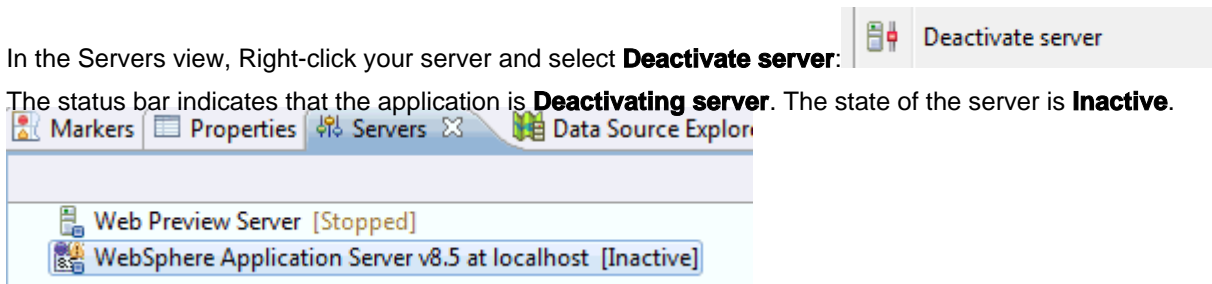 In the Servers view, Right-click your server and select Deactivate server: Deactivate server
The status bar indicates that the application is Deactivating server. The state of the server is Inactive.
Markers Properties Servers Data Source Explor
Web Preview Server [Stopped]
WebSphere Application Server v8.5 at localhost [Inactive]